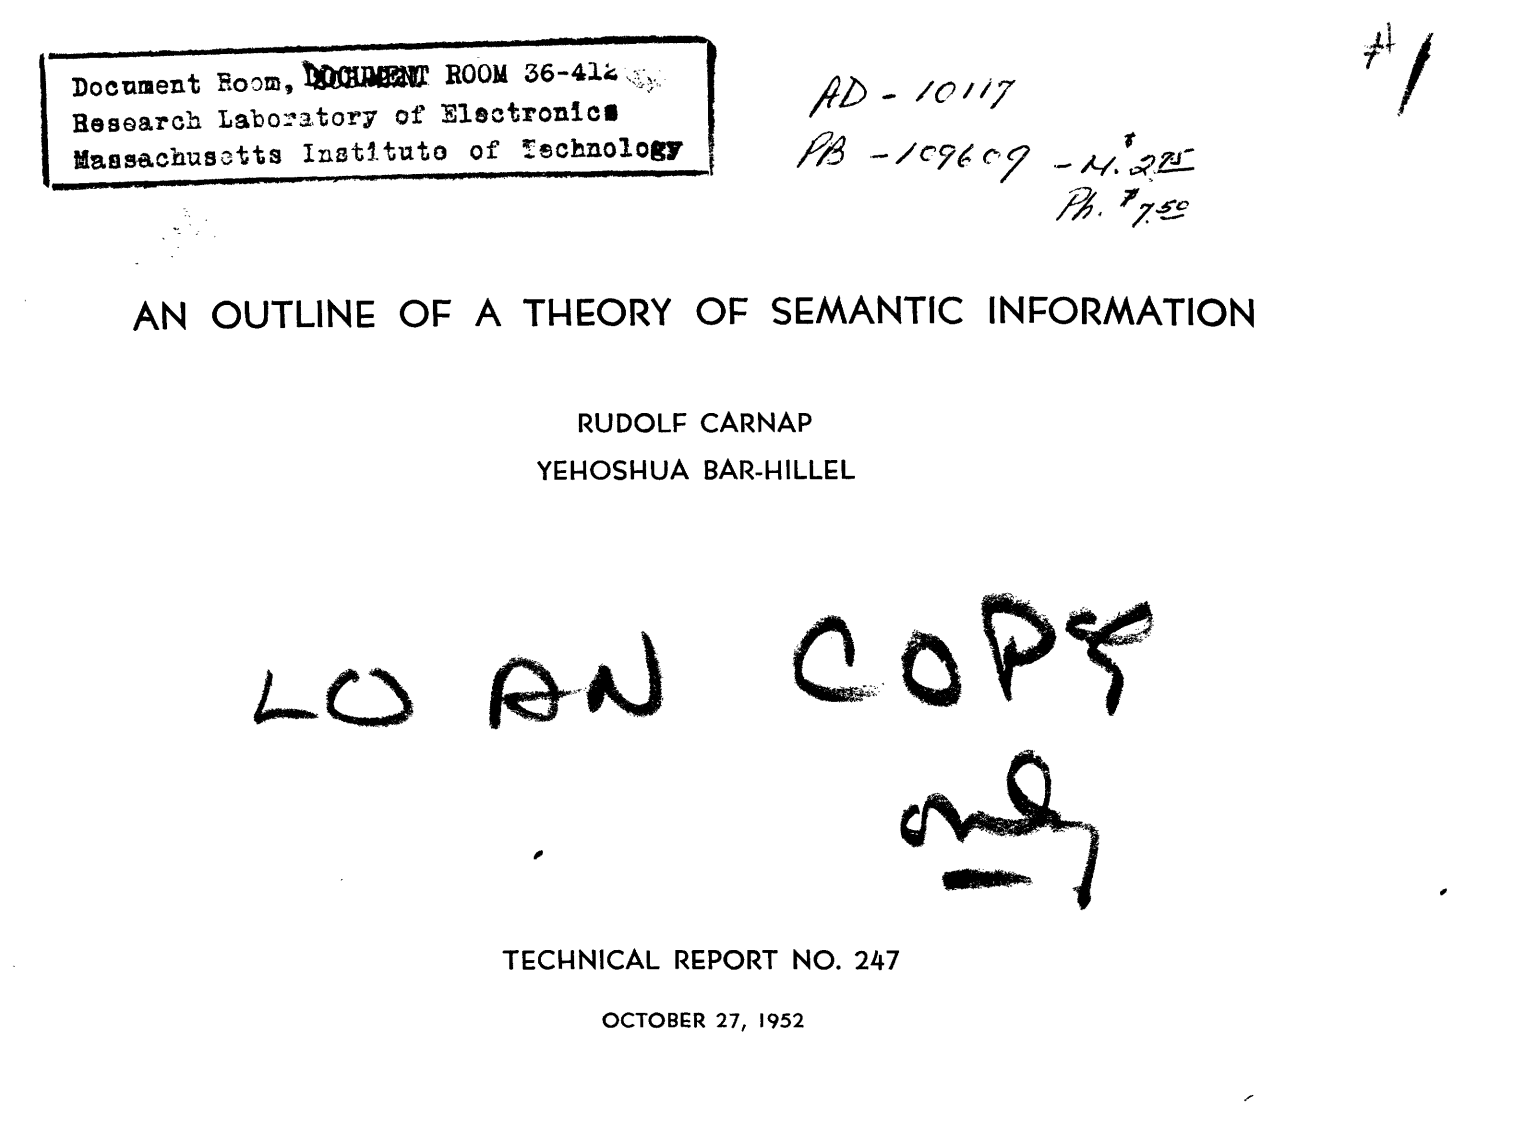 Document Room, DOCUMENT ROOM 36-412
Research Laboratory of Electronics
Massachusetts Institute of Technology
#1
AD - 10117
PB - 109609 - M. $2.75
Ph. $7.50
AN OUTLINE OF A THEORY OF SEMANTIC INFORMATION
RUDOLF CARNAP
YEHOSHUA BAR-HILLEL
LOAN COPY
only
TECHNICAL REPORT NO. 247
OCTOBER 27, 1952